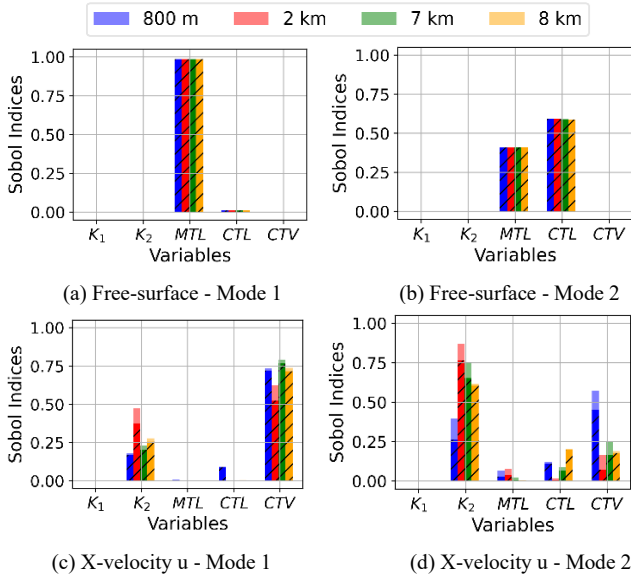 800 m 2 km 7 km 8 km
1.00
0.75
0.50
0.25
0.00
Sobol Indices
K₁ K₂ MTL CTL CTV
Variables
(a) Free-surface - Mode 1
1.00
0.75
0.50
0.25
0.00
Sobol Indices
K₁ K₂ MTL CTL CTV
Variables
(b) Free-surface - Mode 2
1.00
0.75
0.50
0.25
0.00
Sobol Indices
K₁ K₂ MTL CTL CTV
Variables
(c) X-velocity u - Mode 1
1.00
0.75
0.50
0.25
0.00
Sobol Indices
K₁ K₂ MTL CTL CTV
Variables
(d) X-velocity u - Mode 2